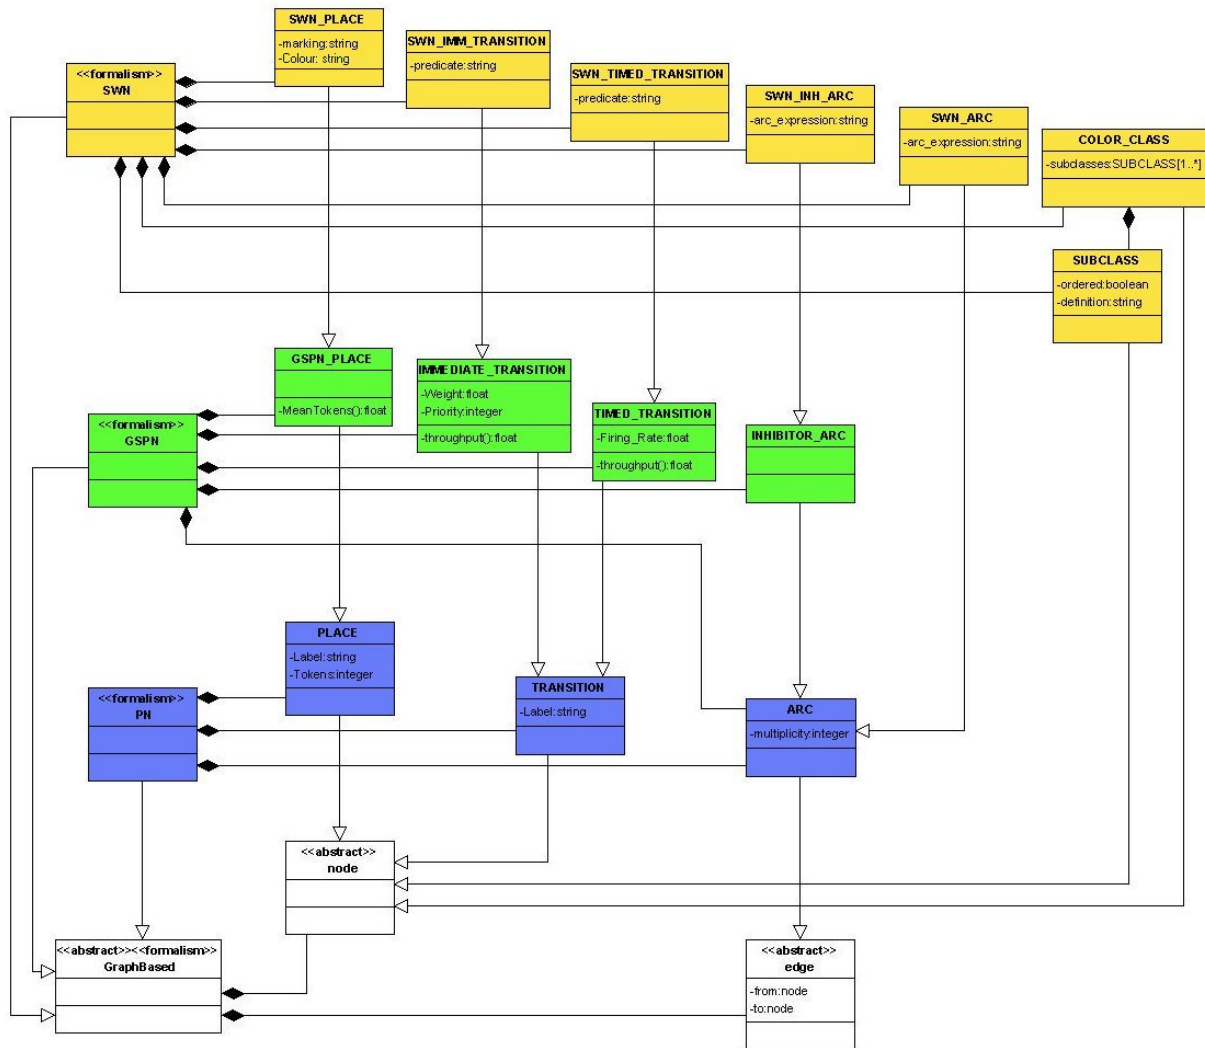 SWN_PLACE
-marking:string
-Colour: string
SWN_IMM_TRANSITION
-predicate:string
<<formalism>>
SWN
SWN_TIMED_TRANSITION
-predicate:string
SWN_INH_ARC
-arc_expression:string
SWN_ARC
-arc_expression:string
COLOR_CLASS
-subclasses:SUBCLASS[1..*]
SUBCLASS
-ordered:boolean
-definition:string
GSPN_PLACE
-MeanTokens():float
IMMEDIATE_TRANSITION
-Weight:float
-Priority:integer
-throughput():float
TIMED_TRANSITION
-Firing_Rate:float
-throughput():float
<<formalism>>
GSPN
INHIBITOR_ARC
PLACE
-Label:string
-Tokens:integer
<<formalism>>
PN
TRANSITION
-Label:string
ARC
-multiplicity:integer
<<abstract>>
node
<<abstract>><<formalism>>
GraphBased
<<abstract>>
edge
-from:node
-to:node